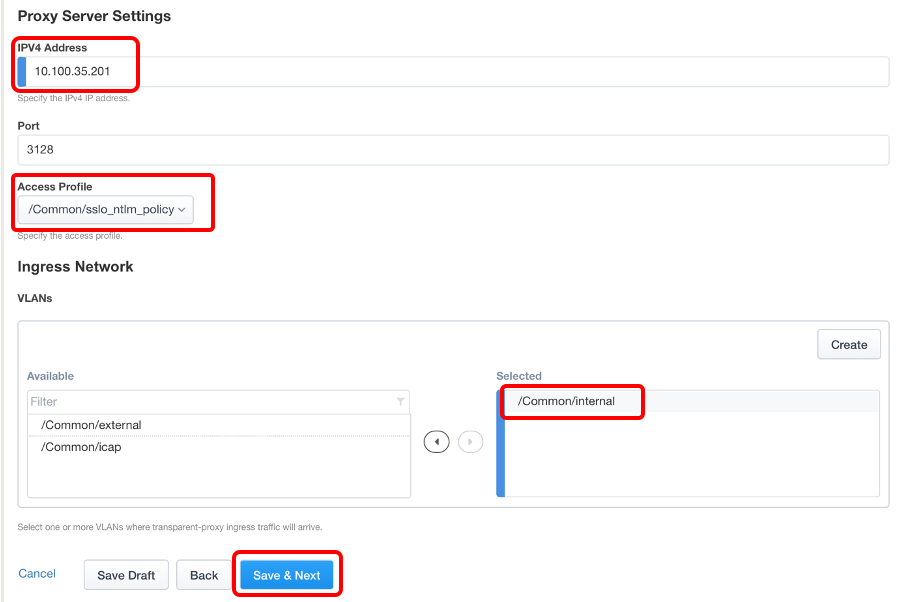 Proxy Server Settings
IPV4 Address
10.100.35.201
Specify the IPv4 IP address.
Port
3128
Access Profile
/Common/sslo_ntlm_policy
Specify the access profile.
Ingress Network
VLANs
Create
Available
Filter
/Common/external
/Common/icap
Selected
/Common/internal
Select one or more VLANs where transparent-proxy ingress traffic will arrive.
Cancel Save Draft Back Save & Next